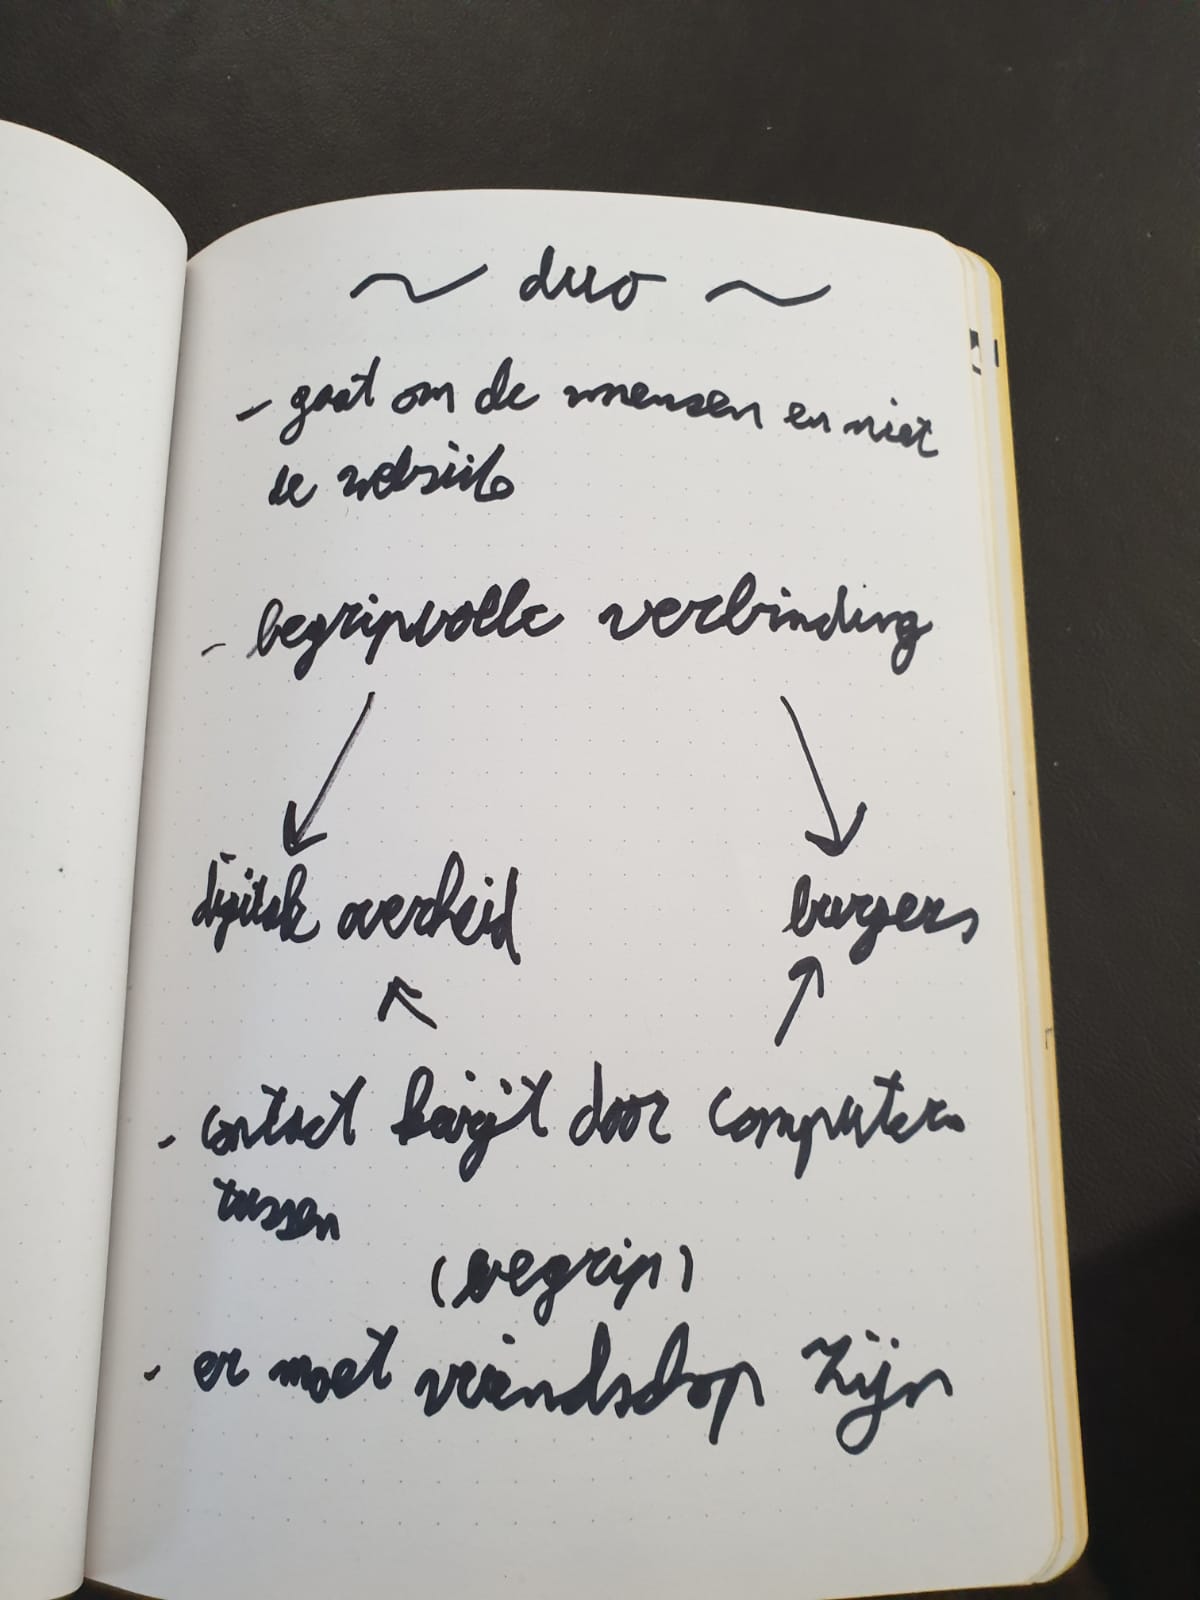 ~ duo ~
- gaat om de mensen en niet
de website
- begripvolle verbinding
digitale overheid burgers
- contact krijgt door computers
tussen
(begrip)
- er moet vriendschap zijn